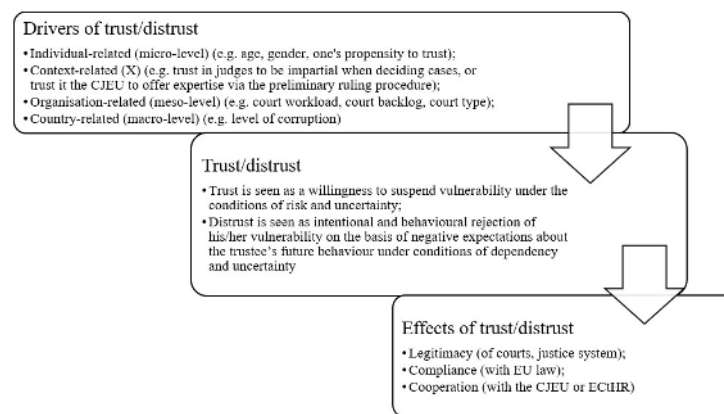 Drivers of trust/distrust
•Individual-related (micro-level) (e.g. age, gender, one's propensity to trust);
•Context-related (X) (e.g. trust in judges to be impartial when deciding cases, or
trust it the CJEU to offer expertise via the preliminary ruling procedure);
•Organisation-related (meso-level) (e.g. court workload, court backlog, court type);
•Country-related (macro-level) (e.g. level of corruption)
Trust/distrust
•Trust is seen as a willingness to suspend vulnerability under the
conditions of risk and uncertainty;
•Distrust is seen as intentional and behavioural rejection of
his/her vulnerability on the basis of negative expectations about
the trustee's future behaviour under conditions of dependency
and uncertainty
Effects of trust/distrust
•Legitimacy (of courts, justice system);
•Compliance (with EU law);
•Cooperation (with the CJEU or ECtHR)